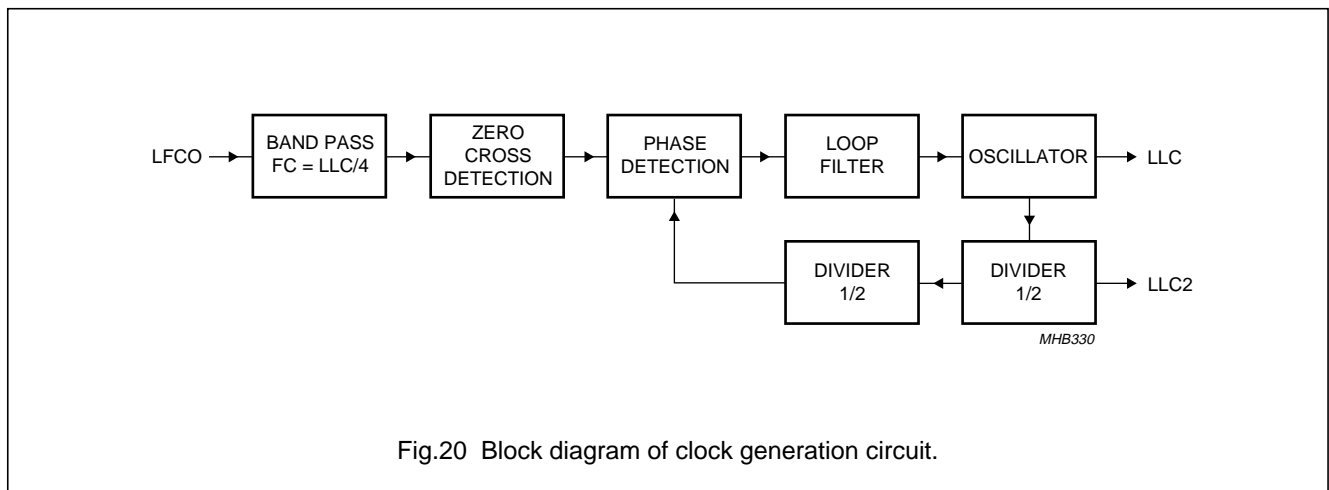 LFCO
BAND PASS
FC = LLC/4
ZERO
CROSS
DETECTION
PHASE
DETECTION
LOOP
FILTER
OSCILLATOR
LLC
DIVIDER
1/2
DIVIDER
1/2
LLC2
MHB330
Fig.20 Block diagram of clock generation circuit.